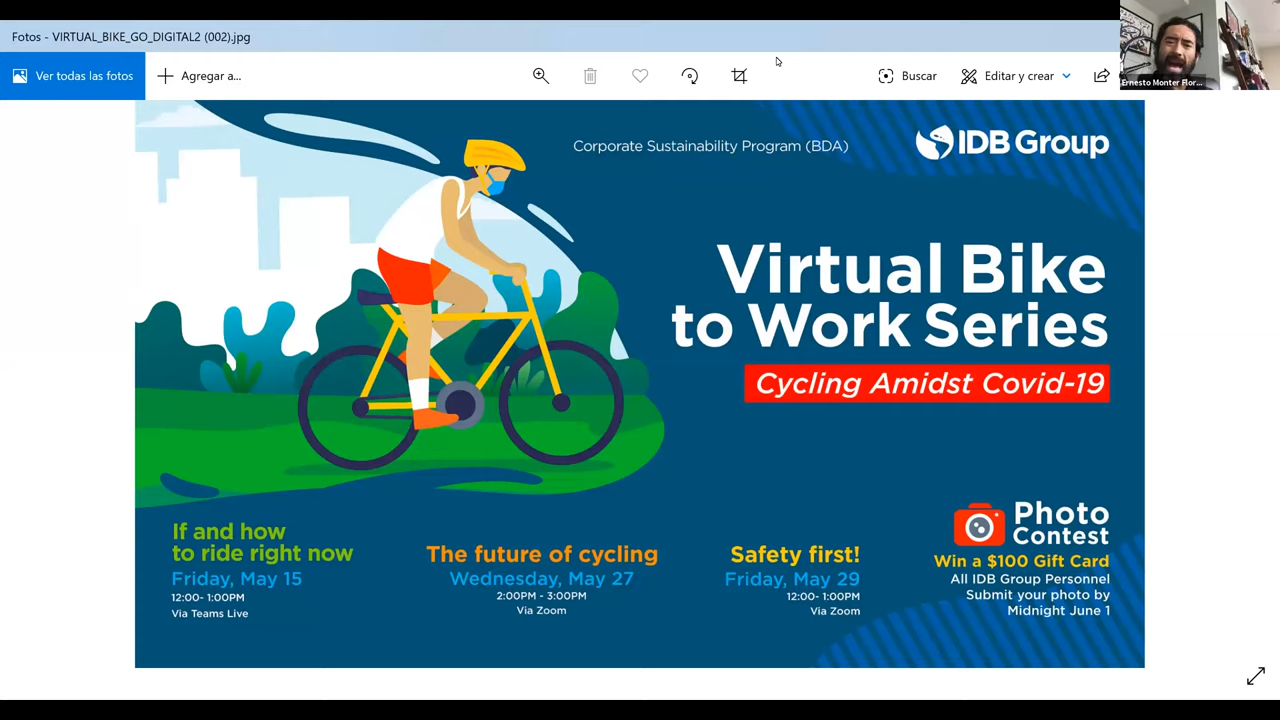 Fotos - VIRTUAL_BIKE_GO_DIGITAL2 (002).jpg
Ver todas las fotos
Agregar a...
Buscar
Editar y crear
Ernesto Monter Flor...
Corporate Sustainability Program (BDA)
IDB Group
Virtual Bike
to Work Series
Cycling Amidst Covid-19
If and how
to ride right now
Friday, May 15
12:00- 1:00PM
Via Teams Live
The future of cycling
Wednesday, May 27
2:00PM - 3:00PM
Via Zoom
Safety first!
Friday, May 29
12:00- 1:00PM
Via Zoom
Photo
Contest
Win a $100 Gift Card
All IDB Group Personnel
Submit your photo by
Midnight June 1